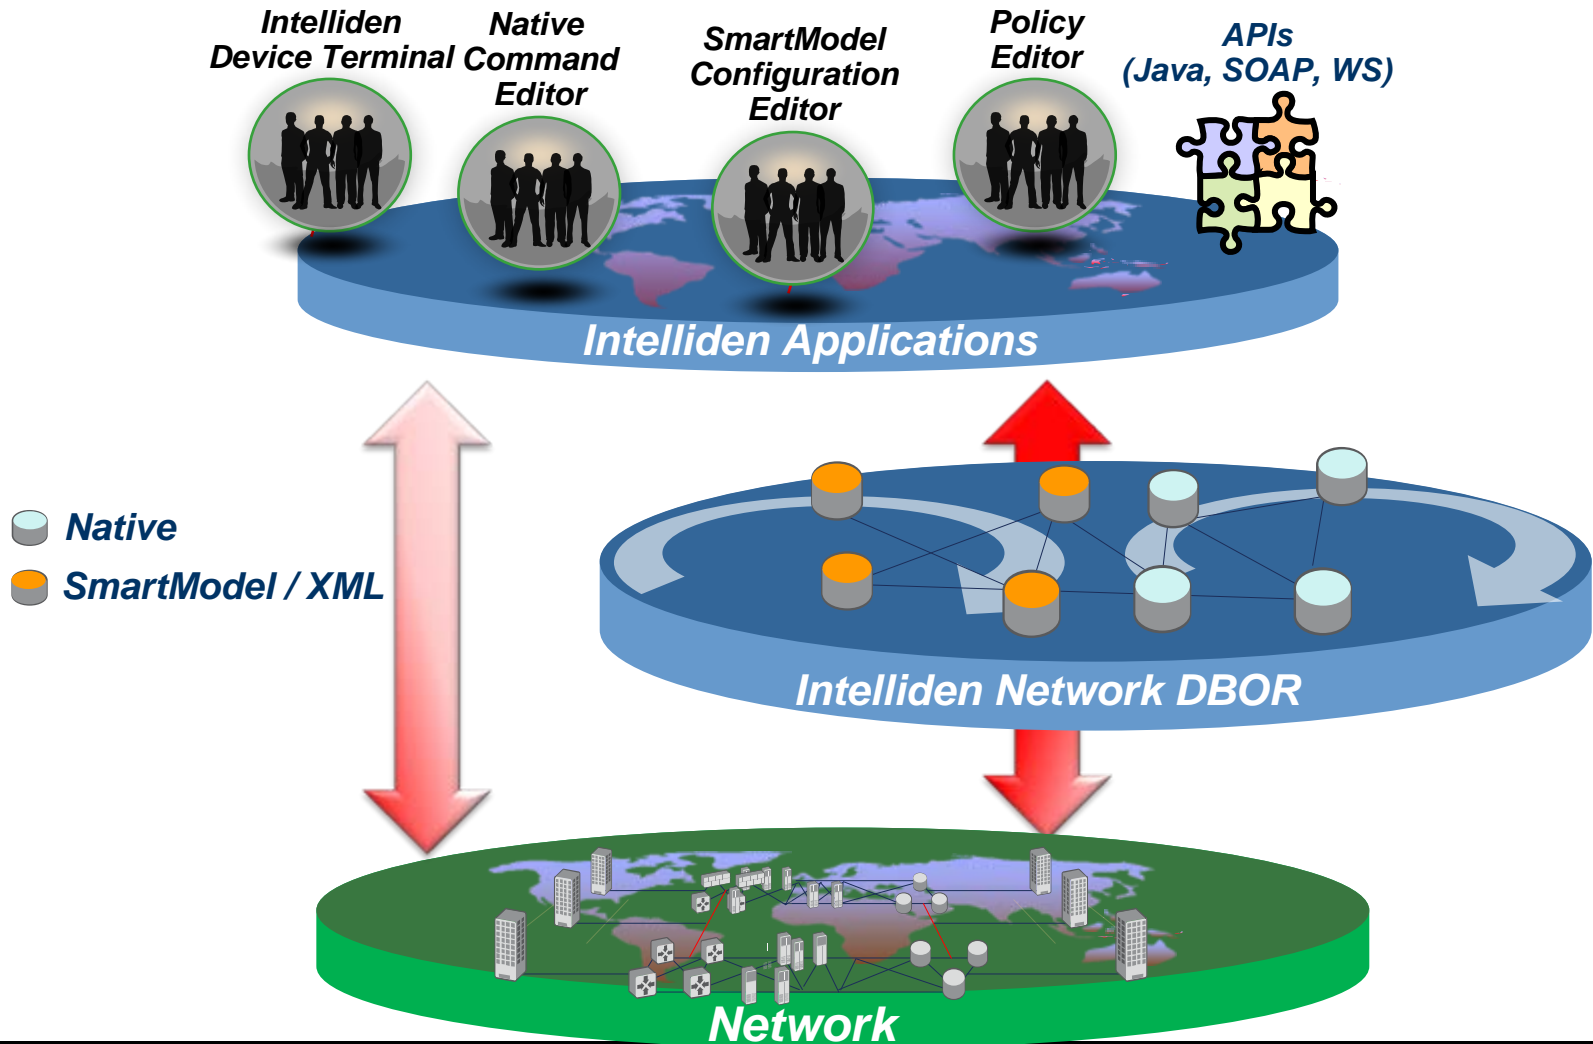 Intelliden
Device Terminal
Native
Command
Editor
SmartModel
Configuration
Editor
Policy
Editor
APIs
(Java, SOAP, WS)
Intelliden Applications
Native
SmartModel / XML
Intelliden Network DBOR
Network